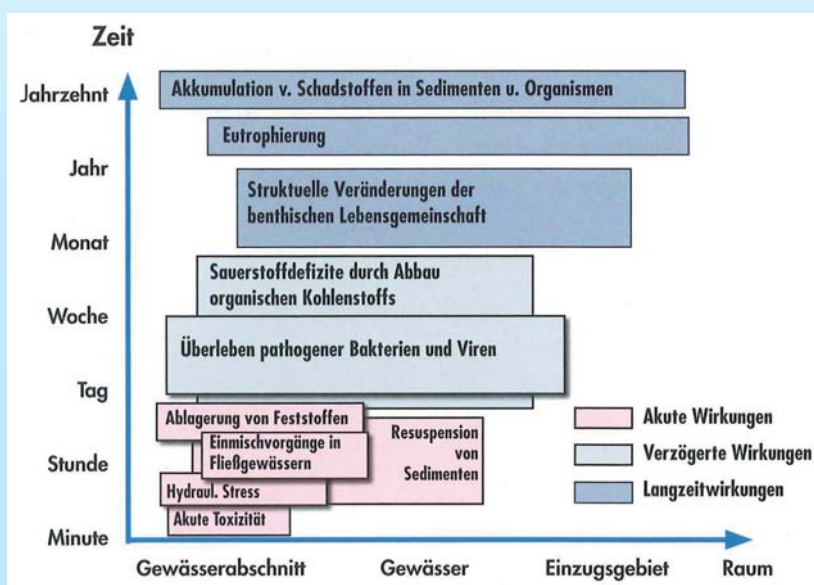 Zeit
Jahrzehnt
Akkumulation v. Schadstoffen in Sedimenten u. Organismen
Eutrophierung
Jahr
Struktuelle Veränderungen der
benthischen Lebensgemeinschaft
Monat
Sauerstoffdefizite durch Abbau
organischen Kohlenstoffs
Woche
Überleben pathogener Bakterien und Viren
Tag
Ablagerung von Feststoffen
Einmischvorgänge in
Fließgewässern
Resuspension
von
Sedimenten
Stunde
Hydraul. Stress
Akute Toxizität
Minute
Akute Wirkungen
Verzögerte Wirkungen
Langzeitwirkungen
Gewässerabschnitt
Gewässer
Einzugsgebiet
Raum